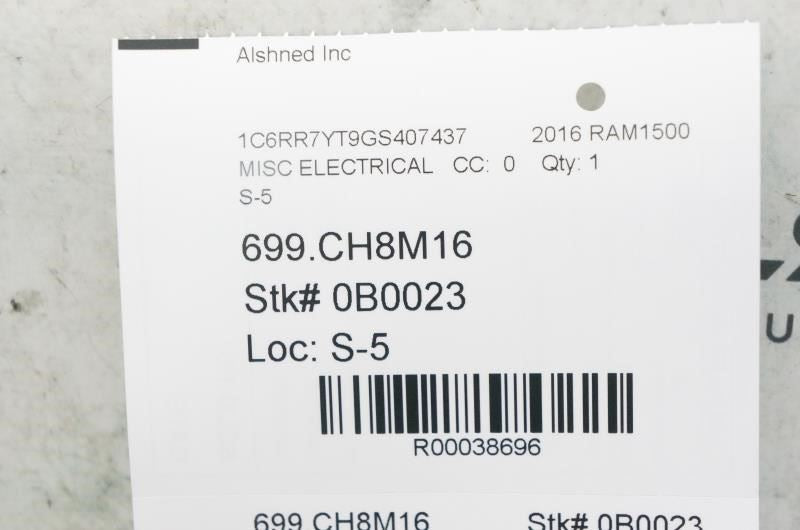 Alshned Inc
1C6RR7YT9GS407437 2016 RAM1500
MISC ELECTRICAL CC: 0 Qty: 1
S-5
699.CH8M16
Stk# 0B0023
Loc: S-5
R00038696
699.CH8M16 Stk# 0B0023